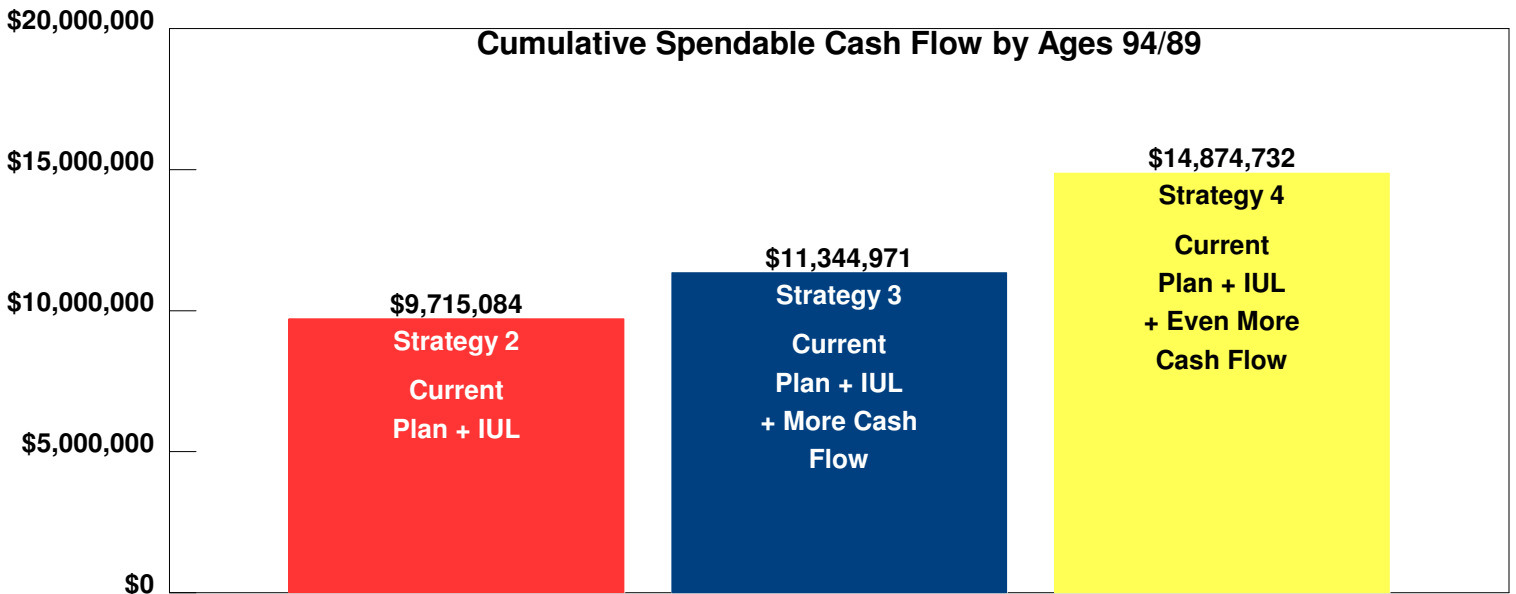 Cumulative Spendable Cash Flow by Ages 94/89
$20,000,000
$15,000,000
$10,000,000
$5,000,000
$0
$9,715,084
Strategy 2
Current
Plan + IUL
$11,344,971
Strategy 3
Current
Plan + IUL
+ More Cash
Flow
$14,874,732
Strategy 4
Current
Plan + IUL
+ Even More
Cash Flow